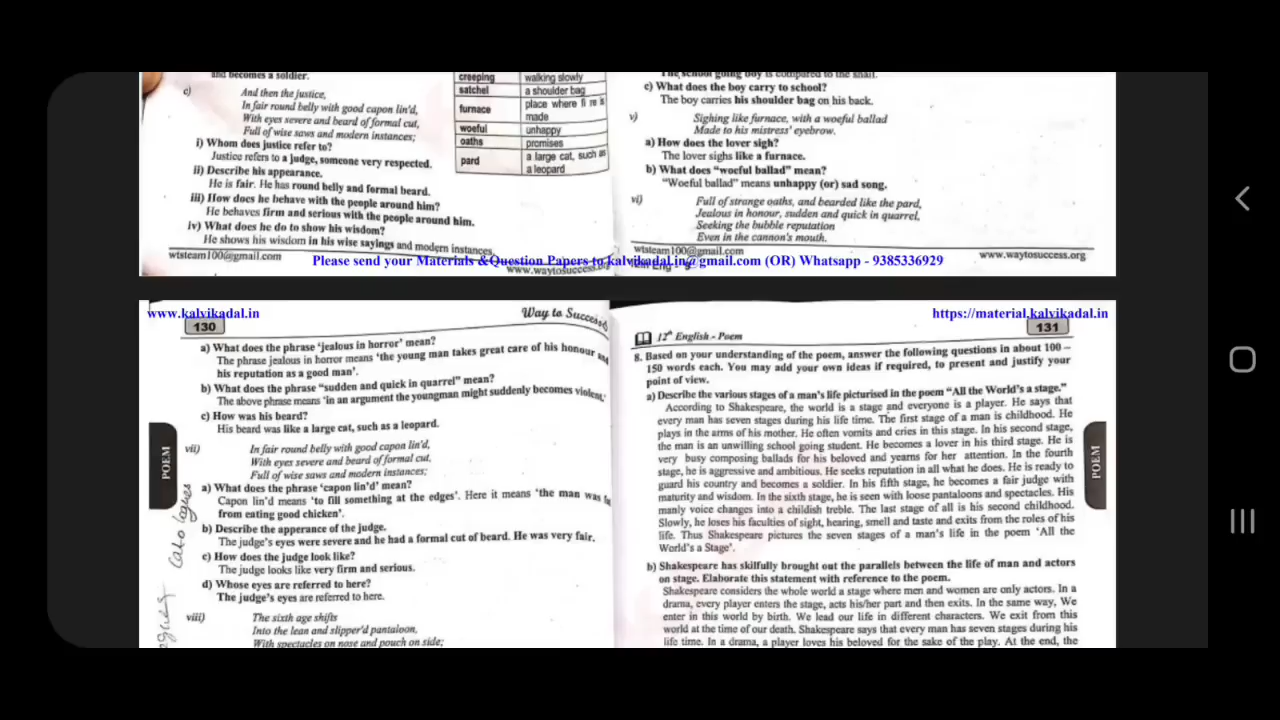 and becomes a soldier.
c) And then the justice,
In fair round belly with good capon lin'd,
With eyes severe and beard of formal cut,
Full of wise saws and modern instances;
i) Whom does justice refer to?
Justice refers to a judge, someone very respected.
ii) Describe his appearance.
He is fair. He has round belly and formal beard.
iii) How does he behave with the people around him?
He behaves firm and serious with the people around him.
iv) What does he do to show his wisdom?
He shows his wisdom in his wise sayings and modern instances.
wtsteam100@gmail.com
www.waytosuccess.org
creeping walking slowly
satchel a shoulder bag
furnace place where fi re is
made
woeful unhappy
oaths promises
pard a large cat, such as
a leopard
The school going boy is compared to the snail.
c) What does the boy carry to school?
The boy carries his shoulder bag on his back.
v) Sighing like furnace, with a woeful ballad
Made to his mistress' eyebrow.
a) How does the lover sigh?
The lover sighs like a furnace.
b) What does "woeful ballad" mean?
"Woeful ballad" means unhappy (or) sad song.
vi) Full of strange oaths, and bearded like the pard,
Jealous in honour, sudden and quick in quarrel,
Seeking the bubble reputation
Even in the cannon's mouth.
wtsteam100@gmail.com
www.waytosuccess.org
Please send your Materials &Question Papers to kalvikadal.in@gmail.com (OR) Whatsapp - 9385336929
www.kalvikadal.in
130
Way to Success
a) What does the phrase 'jealous in horror' mean?
The phrase jealous in horror means 'the young man takes great care of his honour and
his reputation as a good man'.
b) What does the phrase "sudden and quick in quarrel" mean?
The above phrase means 'in an argument the youngman might suddenly becomes violent,
c) How was his beard?
His beard was like a large cat, such as a leopard.
vii) In fair round belly with good capon lin'd,
With eyes severe and beard of formal cut,
Full of wise saws and modern instances;
a) What does the phrase 'capon lin'd' mean?
Capon lin'd means 'to fill something at the edges'. Here it means 'the man was
from eating good chicken'.
b) Describe the apperance of the judge.
The judge's eyes were severe and he had a formal cut of beard. He was very fair.
c) How does the judge look like?
The judge looks like very firm and serious.
d) Whose eyes are referred to here?
The judge's eyes are referred to here.
viii) The sixth age shifts
Into the lean and slipper'd pantaloon,
With spectacles on nose and pouch on side;
POEM
https://material.kalvikadal.in
131
12th English - Poem
8. Based on your understanding of the poem, answer the following questions in about 100 –
150 words each. You may add your own ideas if required, to present and justify your
point of view.
a) Describe the various stages of a man's life picturised in the poem "All the World's a stage."
According to Shakespeare, the world is a stage and everyone is a player. He says that
every man has seven stages during his life time. The first stage of a man is childhood. He
plays in the arms of his mother. He often vomits and cries in this stage. In his second stage,
the man is an unwilling school going student. He becomes a lover in his third stage. He is
very busy composing ballads for his beloved and yearns for her attention. In the fourth
stage, he is aggressive and ambitious. He seeks reputation in all what he does. He is ready to
guard his country and becomes a soldier. In his fifth stage, he becomes a fair judge with
maturity and wisdom. In the sixth stage, he is seen with loose pantaloons and spectacles. His
manly voice changes into a childish treble. The last stage of all is his second childhood.
Slowly, he loses his faculties of sight, hearing, smell and taste and exits from the roles of his
life. Thus Shakespeare pictures the seven stages of a man's life in the poem 'All the
World's a Stage'.
b) Shakespeare has skilfully brought out the parallels between the life of man and actors
on stage. Elaborate this statement with reference to the poem.
Shakespeare considers the whole world a stage where men and women are only actors. In a
drama, every player enters the stage, acts his/her part and then exits. In the same way, We
enter in this world by birth. We lead our life in different characters. We exit from this
world at the time of our death. Shakespeare says that every man has seven stages during his
life time. In a drama, a player loves his beloved for the sake of the play. At the end, the
POEM